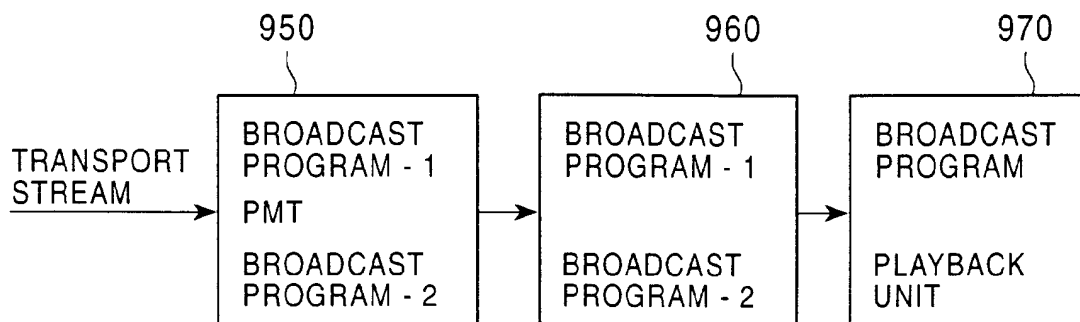 950
960
970
TRANSPORT
STREAM
BROADCAST
PROGRAM - 1
PMT
BROADCAST
PROGRAM - 2
BROADCAST
PROGRAM - 1
BROADCAST
PROGRAM - 2
BROADCAST
PROGRAM
PLAYBACK
UNIT